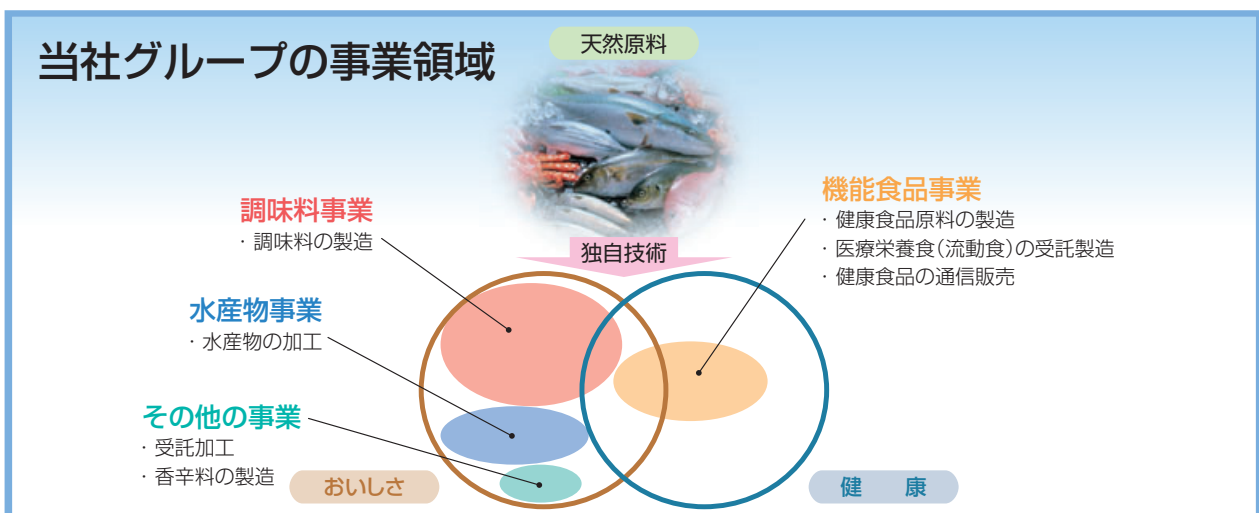 当社グループの事業領域
天然原料
独自技術
調味料事業
・調味料の製造
水産物事業
・水産物の加工
その他の事業
・受託加工
・香辛料の製造
機能食品事業
・健康食品原料の製造
・医療栄養食(流動食)の受託製造
・健康食品の通信販売
おいしさ
健　康